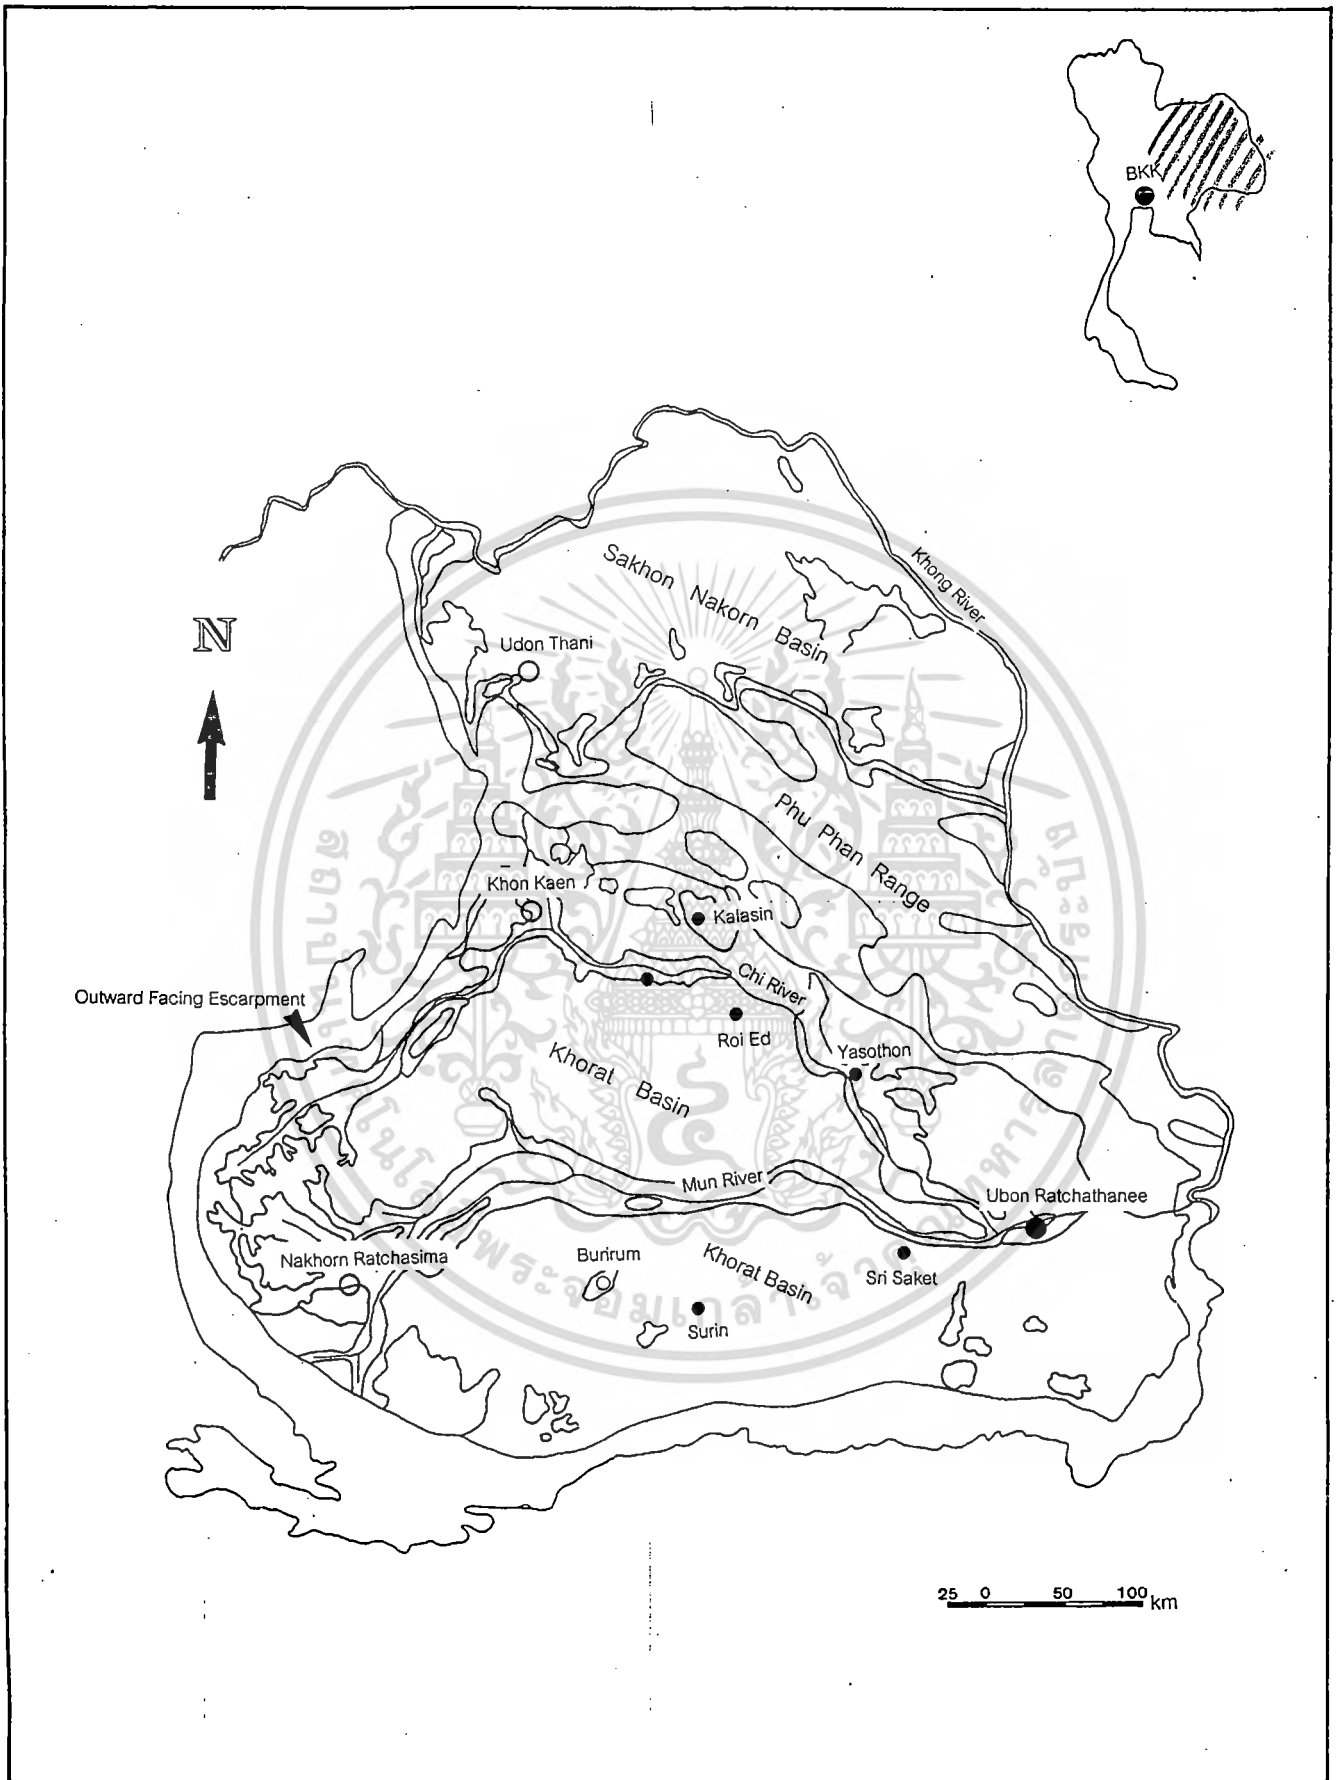 BKK
Khong River
Sakhon Nakorn Basin
N
Udon Thani
Phu Phan Range
Khon Kaen
Kalasin
Chi River
Outward Facing Escarpment
Roi Ed
Yasothon
Khorat Basin
Mun River
Ubon Ratchathanee
Nakhorn Ratchasima
Burirum
Khorat Basin
Sri Saket
Surin
25 0 50 100 km